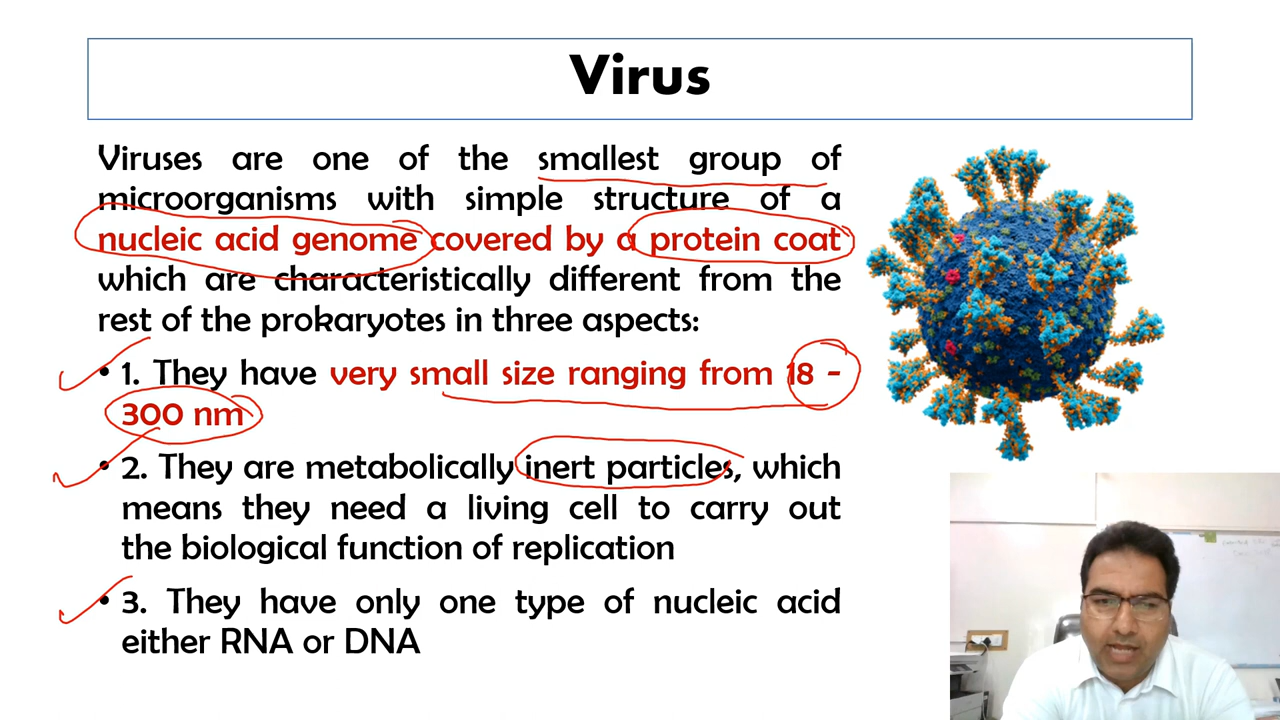 Virus
Viruses are one of the smallest group of
microorganisms with simple structure of a
nucleic acid genome covered by a protein coat
which are characteristically different from the
rest of the prokaryotes in three aspects:
• 1. They have very small size ranging from 18 -
300 nm
• 2. They are metabolically inert particles, which
means they need a living cell to carry out
the biological function of replication
• 3. They have only one type of nucleic acid
either RNA or DNA